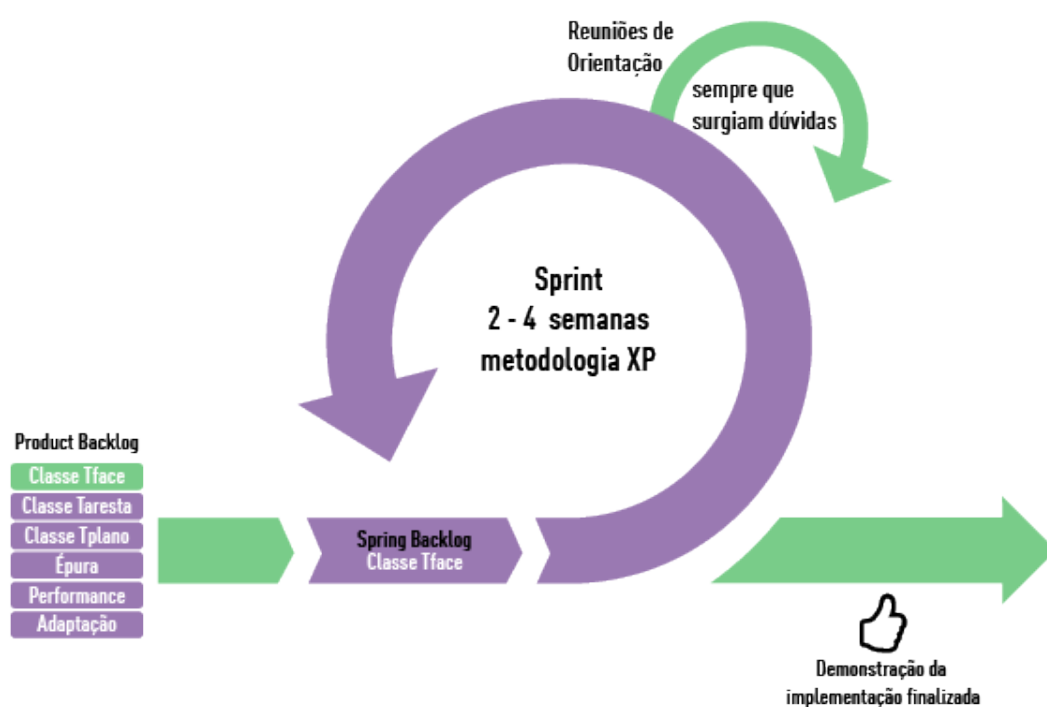 Reuniões de
Orientação
sempre que
surgiam dúvidas
Sprint
2 - 4 semanas
metodologia XP
Product Backlog
Classe Tface
Classe Taresta
Classe Tplano
Épura
Performance
Adaptação
Spring Backlog
Classe Tface
Demonstração da
implementação finalizada